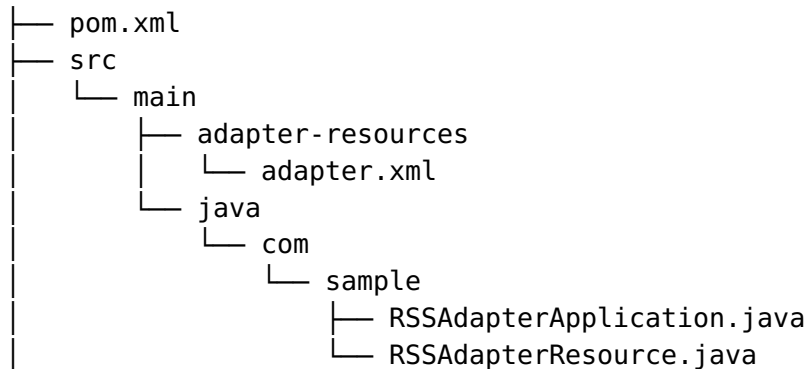 ├── pom.xml
├── src
│   └── main
│       ├── adapter-resources
│       │   └── adapter.xml
│       └── java
│           └── com
│               └── sample
│                   ├── RSSAdapterApplication.java
│                   └── RSSAdapterResource.java